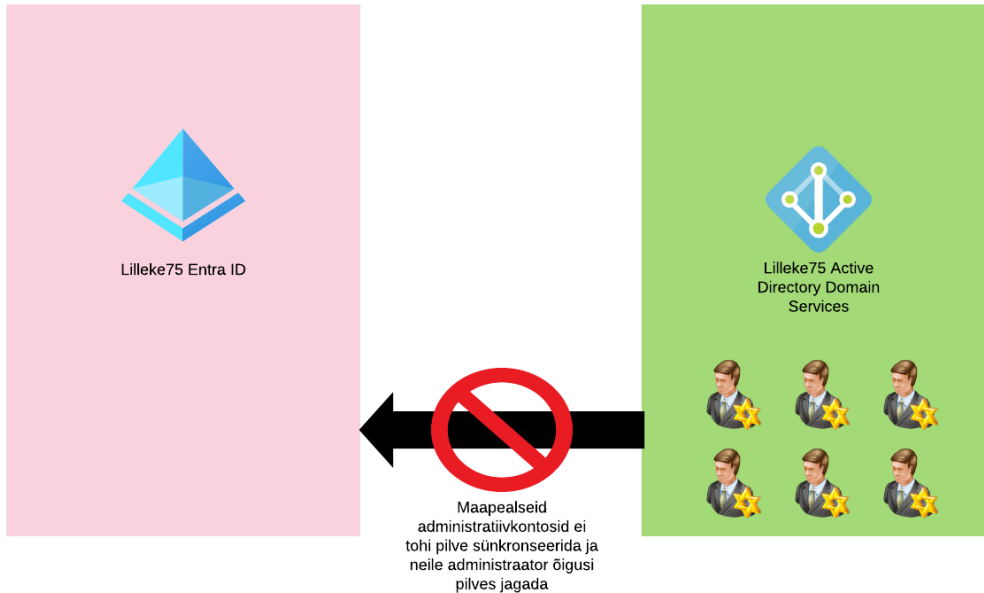 Lilleke75 Entra ID
Lilleke75 Active
Directory Domain
Services
Maapealseid
administratiivkontosid ei
tohi pilve sünkronseerida ja
neile administraator õigusi
pilves jagada